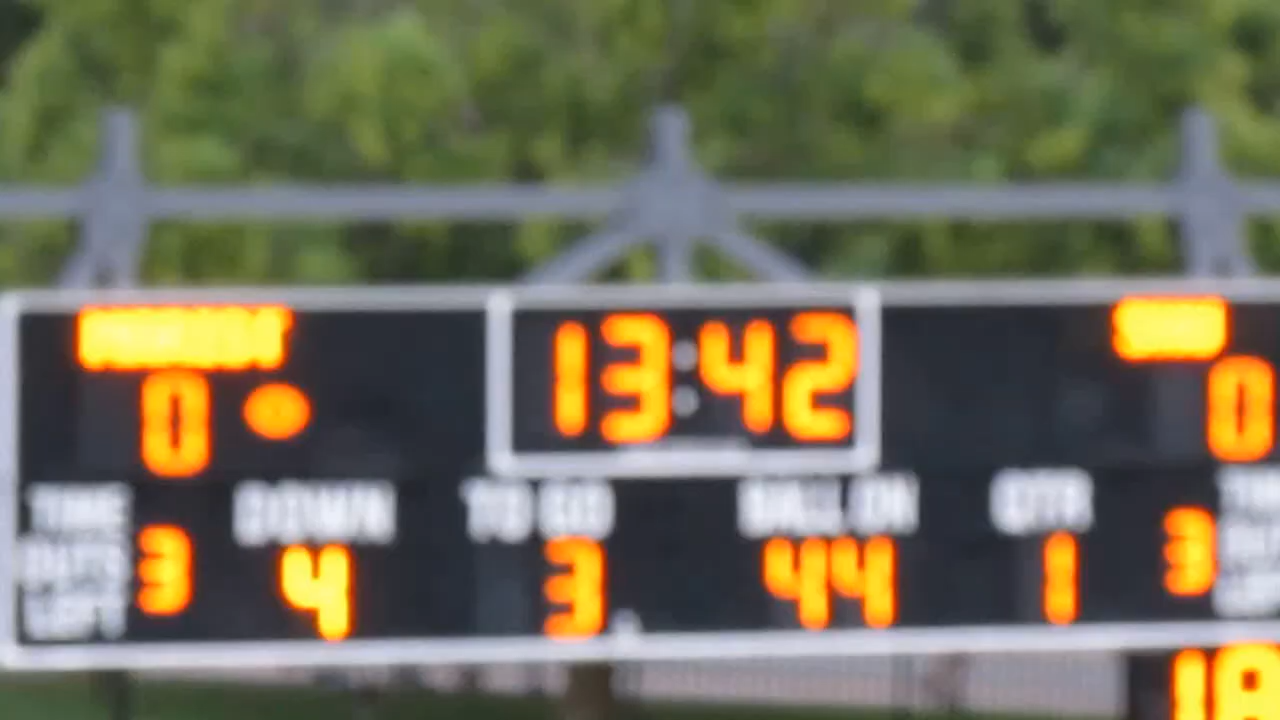 13:42
0
0
TIME OUTS LEFT 3
DOWN 4
TO GO 3
BALL ON 44
QTR 1
3